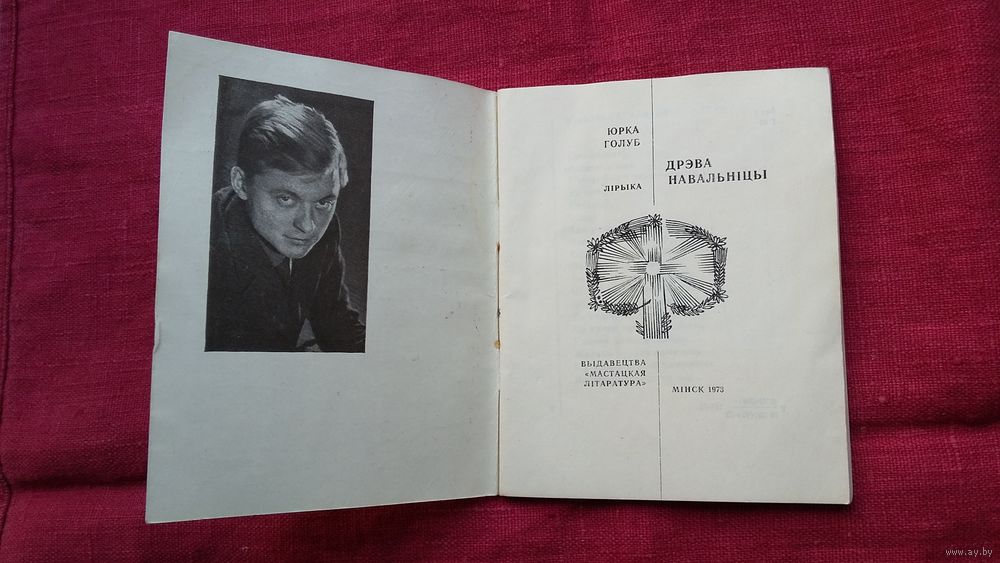 ЮРКА
ГОЛУБ
ЛІРЫКА
ДРЭВА
НАВАЛЬНІЦЫ
ВЫДАВЕЦТВА
«МАСТАЦКАЯ
ЛІТАРАТУРА»
МІНСК 1973
www.ay.by